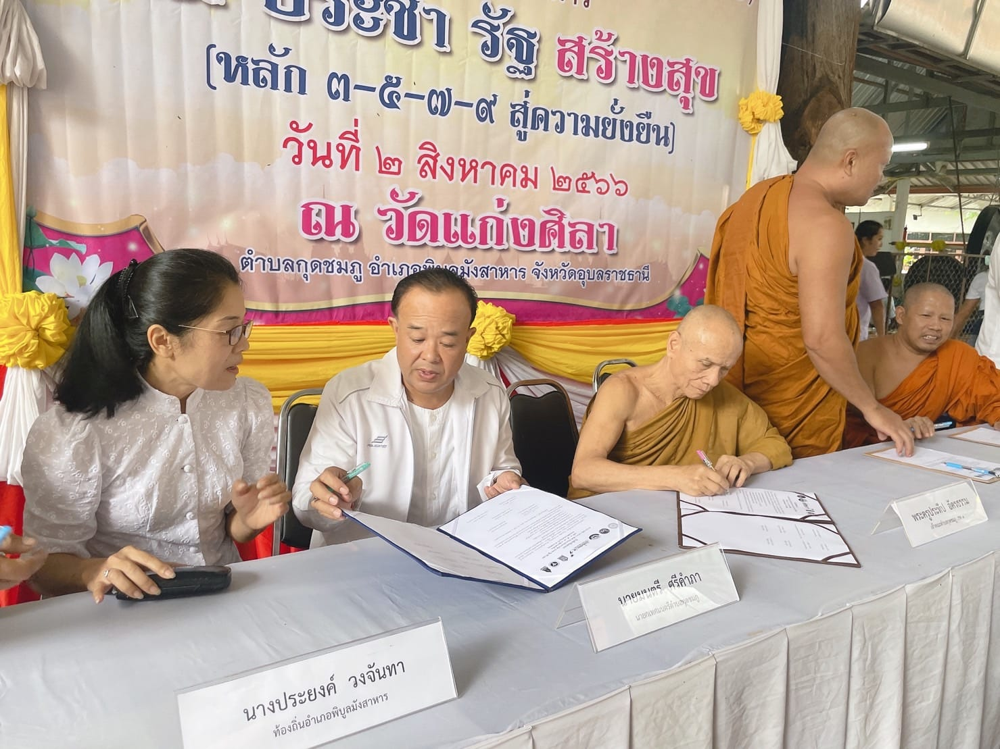 ประชา รัฐ สร้างสุข
(หลัก ๓-๕-๗-๙ สู่ความยั่งยืน)
วันที่ ๒ สิงหาคม ๒๕๖๖
ณ วัดแก่งศิลา
ตำบลกุดชมภู อำเภอพิบูลมังสาหาร จังหวัดอุบลราชธานี
พระครูประทีป อัครธรรม
นายมนตรี ศรีคำภา
นายกเทศมนตรีตำบลกุดชมภู
นางประยงค์ วงจันทา
ท้องถิ่นอำเภอพิบูลมังสาหาร